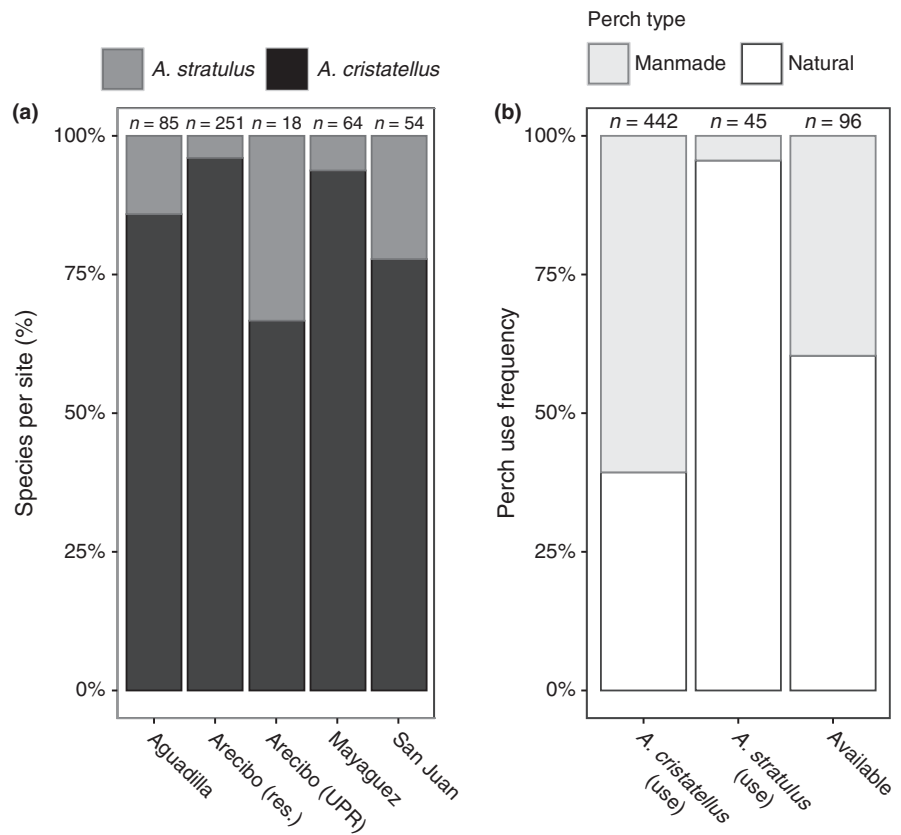 A. stratulus A. cristatellus
(a)
n = 85 n = 251 n = 18 n = 64 n = 54
100%
75%
50%
25%
0%
Species per site (%)
Aguadilla
Arecibo (res.)
Arecibo (UPR)
Mayaguez
San Juan
Perch type
Manmade Natural
(b)
n = 442 n = 45 n = 96
100%
75%
50%
25%
0%
Perch use frequency
A. cristatellus
(use)
A. stratulus
(use)
Available